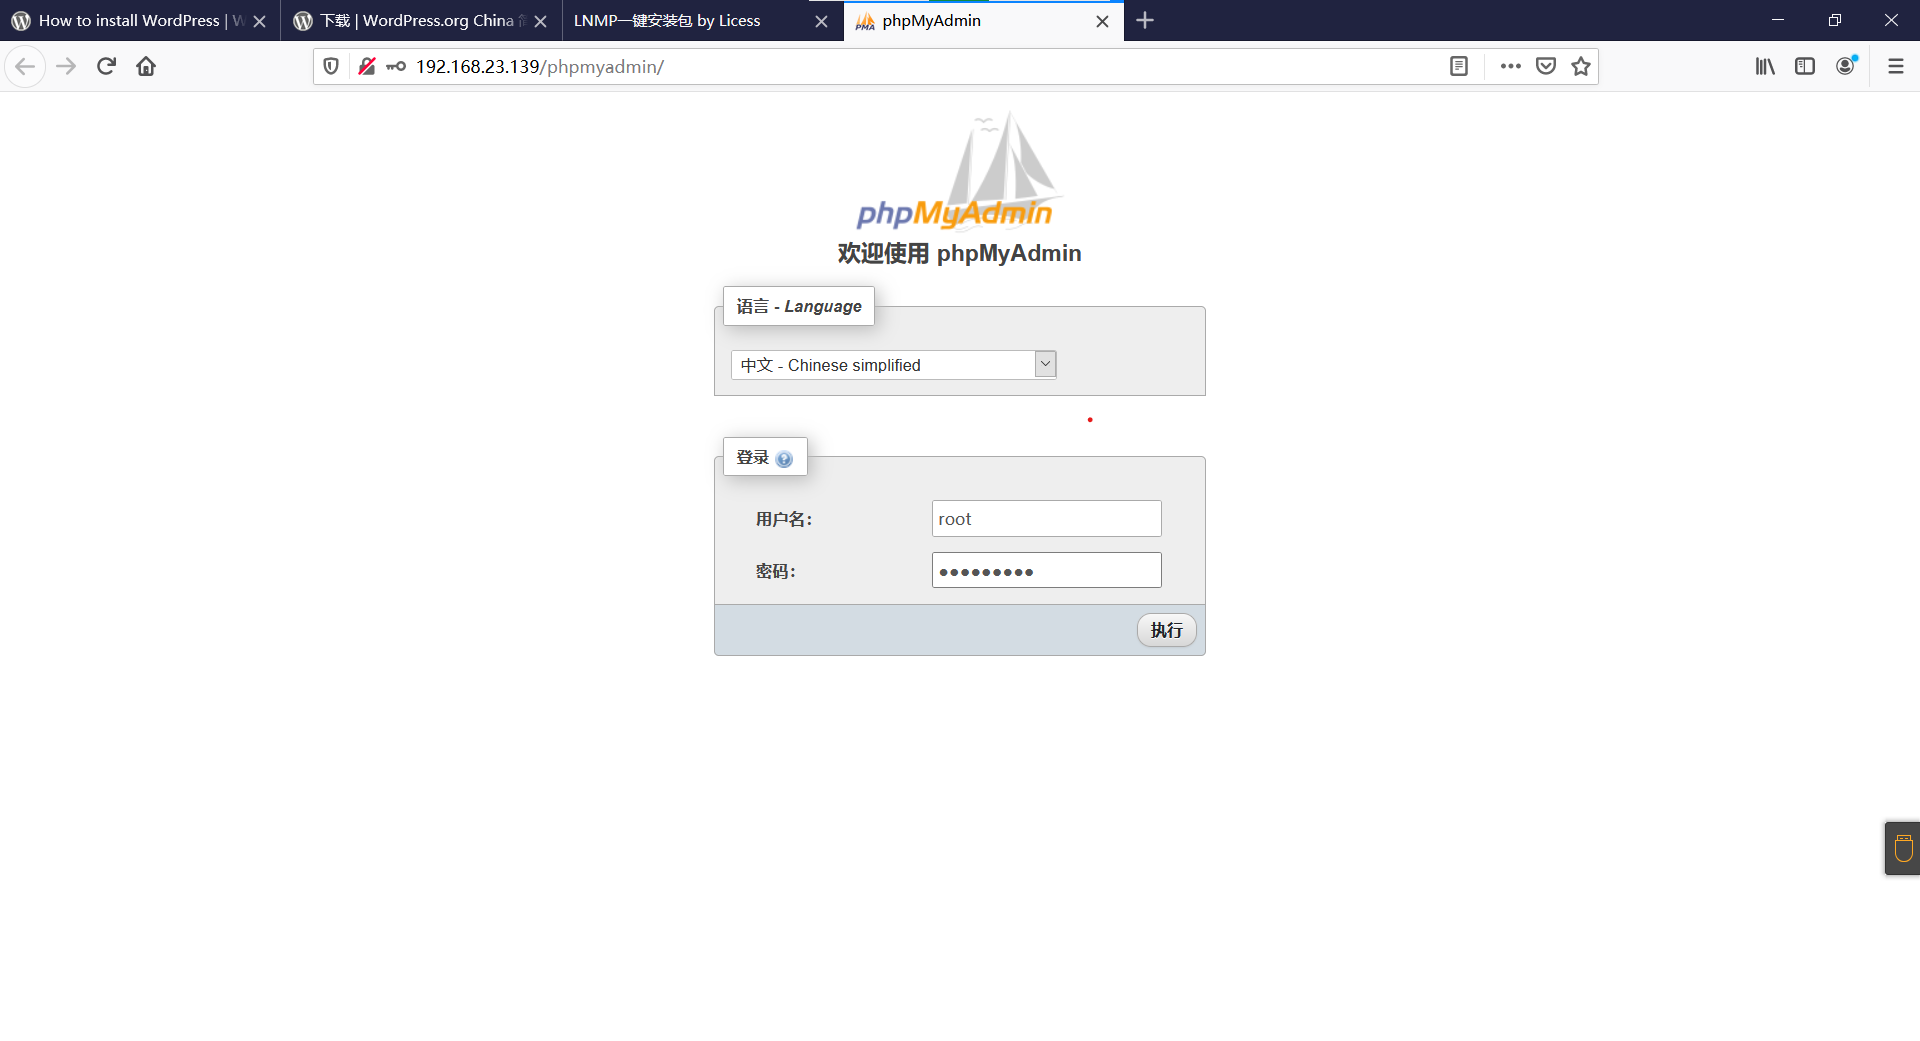 How to install WordPress | W
下载 | WordPress.org China 简
LNMP一键安装包 by Licess
PMA
phpMyAdmin
192.168.23.139/phpmyadmin/
phpMyAdmin
欢迎使用 phpMyAdmin
语言 - Language
中文 - Chinese simplified
登录
用户名：
root
密码：
执行